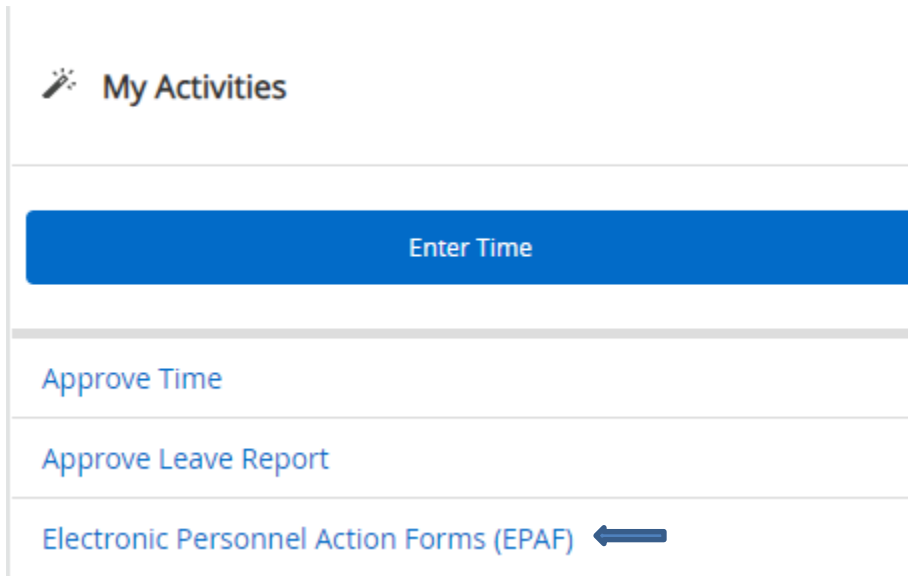 My Activities
Enter Time
Approve Time
Approve Leave Report
Electronic Personnel Action Forms (EPAF)